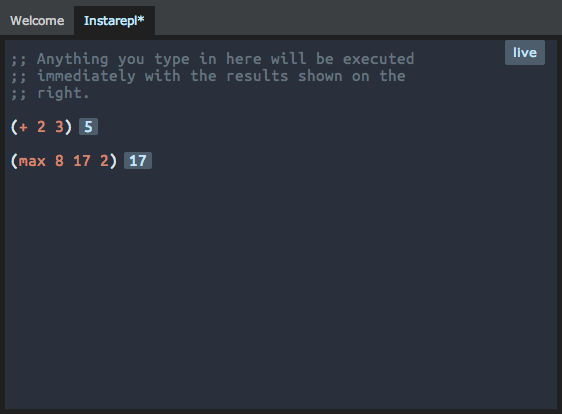 Welcome Instarepl*
live
;; Anything you type in here will be executed
;; immediately with the results shown on the
;; right.
(+ 2 3) 5
(max 8 17 2) 17